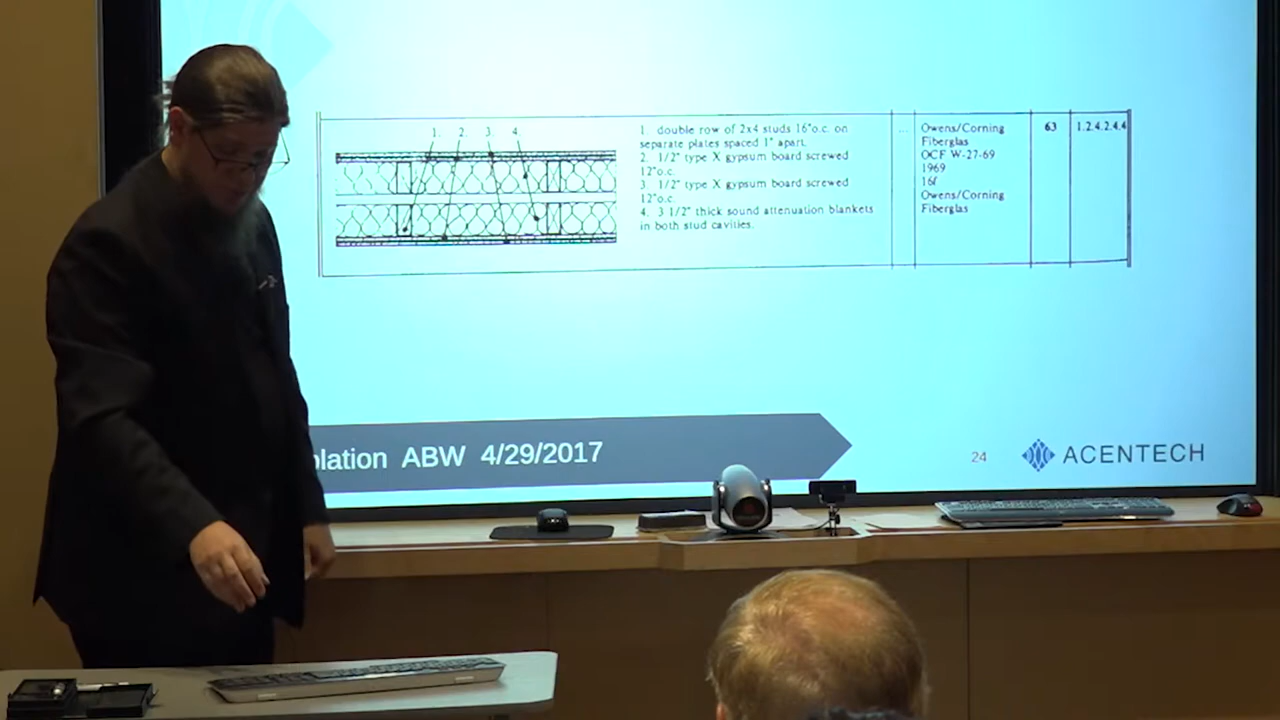 1. 2. 3. 4.
1. double row of 2x4 studs 16"o.c. on
separate plates spaced 1" apart.
2. 1/2" type X gypsum board screwed
12"o.c.
3. 1/2" type X gypsum board screwed
12"o.c.
4. 3 1/2" thick sound attenuation blankets
in both stud cavities.
...
Owens/Corning
Fiberglas
OCF W-27-69
1969
16f
Owens/Corning
Fiberglas
63
1.2.4.2.4.4
lation ABW 4/29/2017
24
ACENTECH